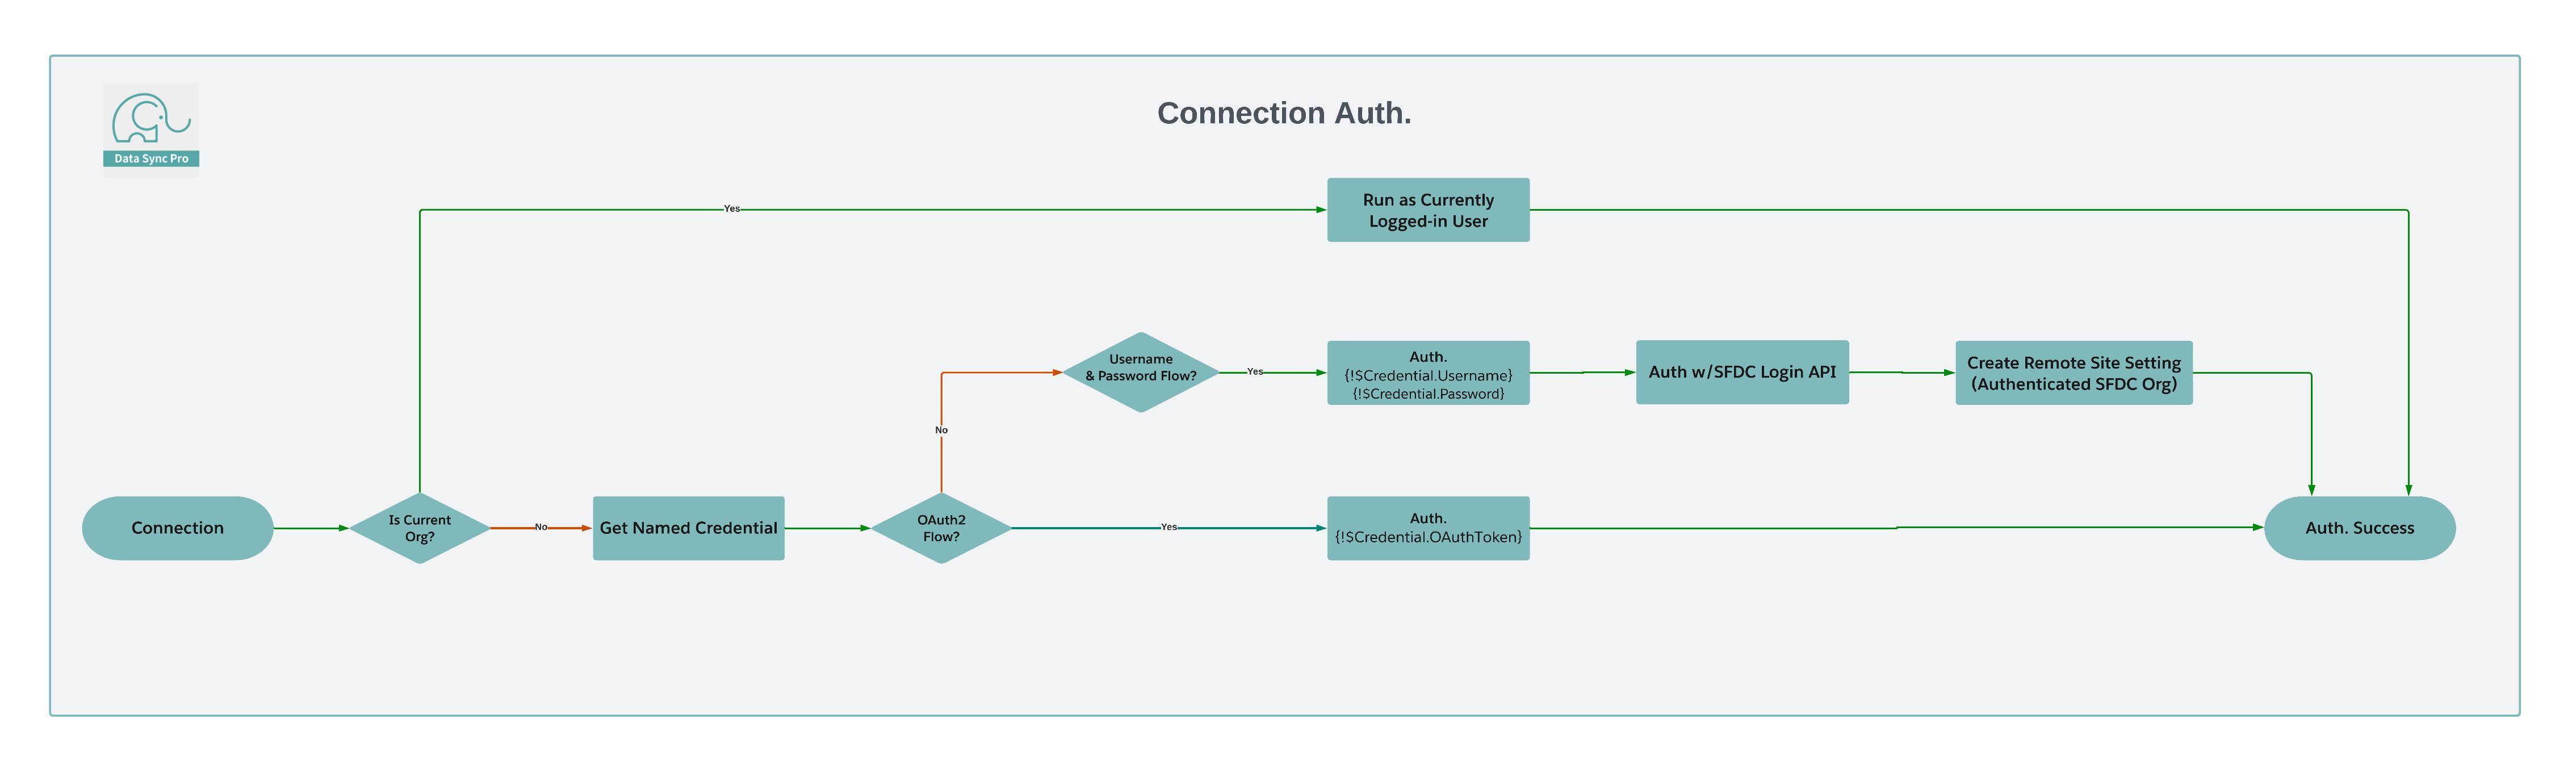 Data Sync Pro
Connection Auth.
Yes
Run as Currently
Logged-in User
Username
& Password Flow?
Yes
Auth.
{!$Credential.Username}
{!$Credential.Password}
Auth w/SFDC Login API
Create Remote Site Setting
(Authenticated SFDC Org)
No
Connection
Is Current
Org?
No
Get Named Credential
OAuth2
Flow?
Yes
Auth.
{!$Credential.OAuthToken}
Auth. Success